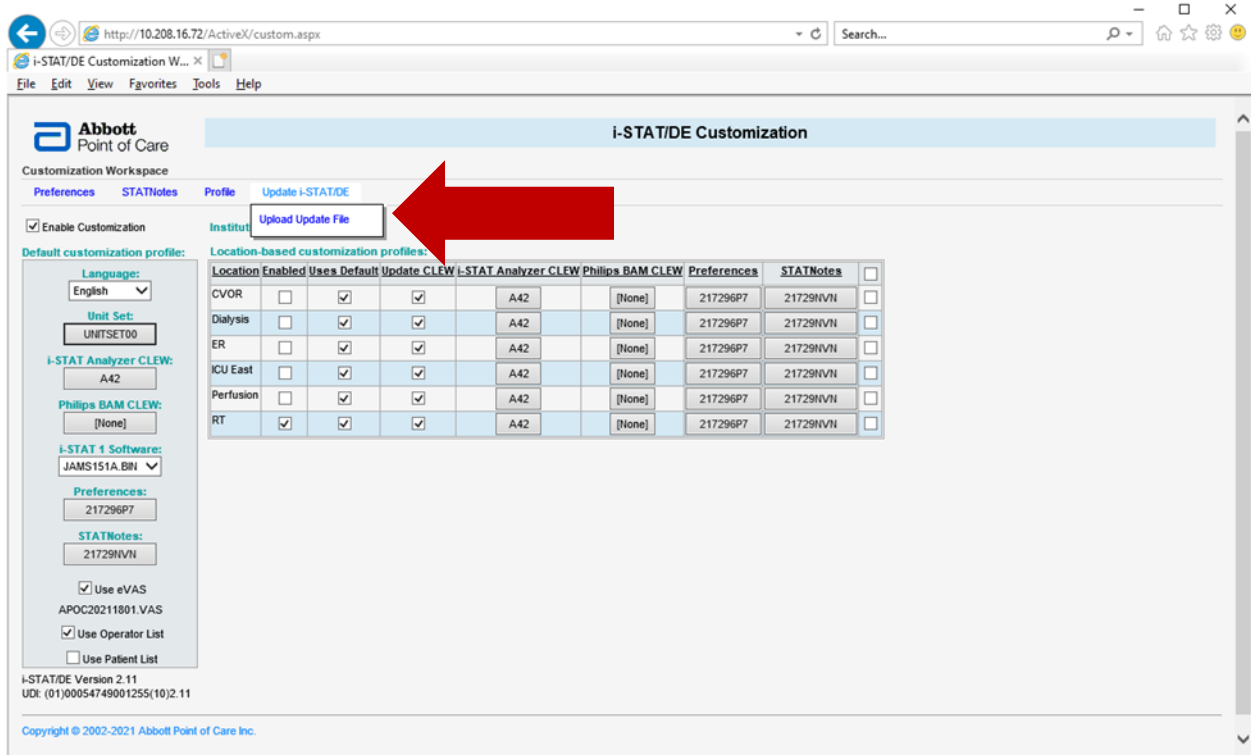 http://10.208.16.72/ActiveX/custom.aspx
Search...
i-STAT/DE Customization W...
File Edit View Favorites Tools Help
Abbott
Point of Care
i-STAT/DE Customization
Customization Workspace
Preferences STATNotes Profile Update i-STAT/DE
Upload Update File
Enable Customization
Default customization profile:
Location-based customization profiles:
Language:
English
Unit Set:
UNITSET00
i-STAT Analyzer CLEW:
A42
Philips BAM CLEW:
[None]
i-STAT 1 Software:
JAMS151A.BIN
Preferences:
217296P7
STATNotes:
21729NVN
Use eVAS
APOC20211801.VAS
Use Operator List
Use Patient List
i-STAT/DE Version 2.11
UDI: (01)00054749001255(10)2.11
Location Enabled Uses Default Update CLEW i-STAT Analyzer CLEW Philips BAM CLEW Preferences STATNotes
CVOR A42 [None] 217296P7 21729NVN
Dialysis A42 [None] 217296P7 21729NVN
ER A42 [None] 217296P7 21729NVN
ICU East A42 [None] 217296P7 21729NVN
Perfusion A42 [None] 217296P7 21729NVN
RT A42 [None] 217296P7 21729NVN
Copyright © 2002-2021 Abbott Point of Care Inc.